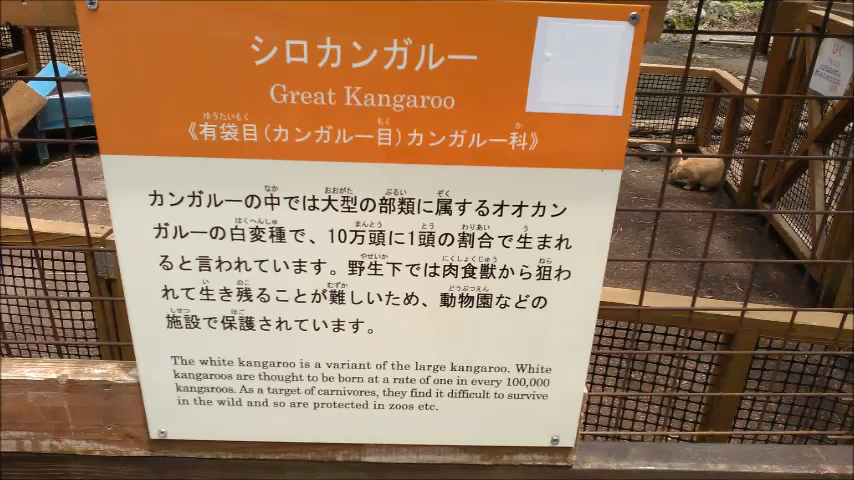 シロカンガルー
Great Kangaroo
《有袋目(カンガルー目)カンガルー科》
カンガルーの中では大型の部類に属するオオカン
ガルーの白変種で、10万頭に1頭の割合で生まれ
ると言われています。野生下では肉食獣から狙わ
れて生き残ることが難しいため、動物園などの
施設で保護されています。
The white kangaroo is a variant of the large kangaroo. White
kangaroos are thought to be born at a rate of one in every 100,000
kangaroos. As a target of carnivores, they find it difficult to survive
in the wild and so are protected in zoos etc.